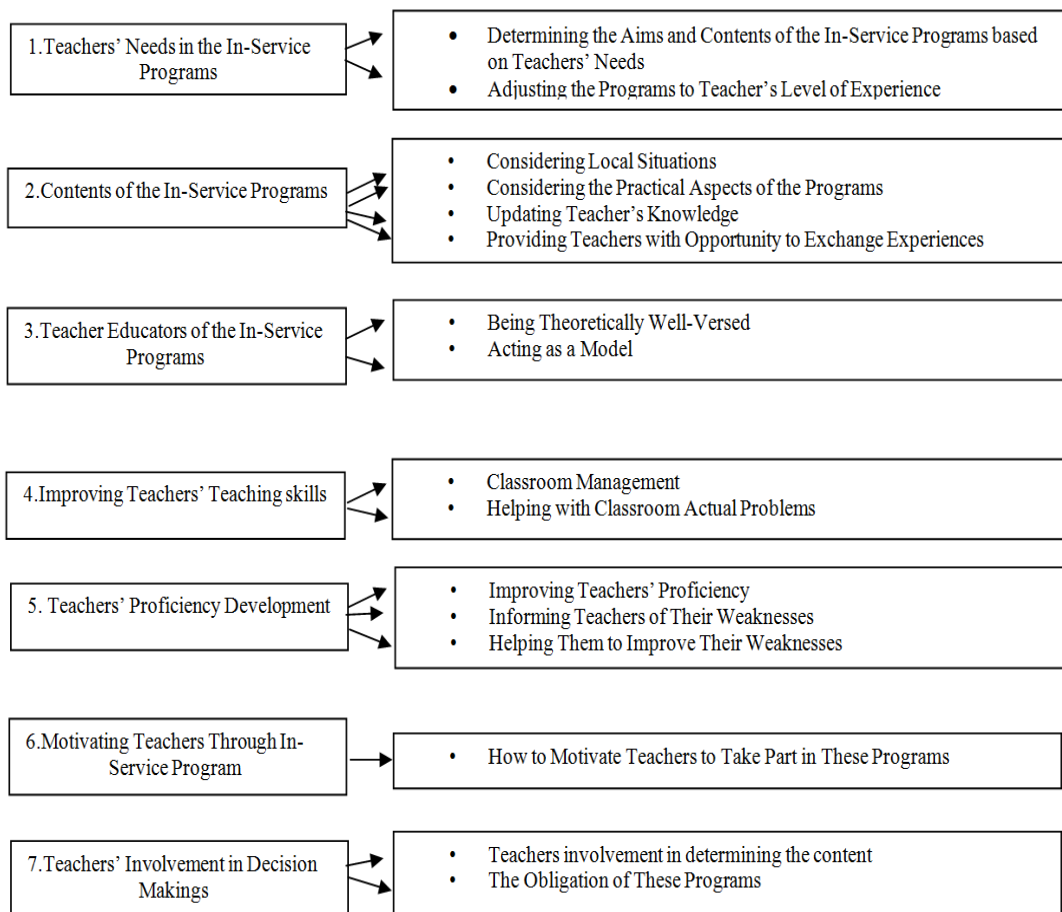 1.Teachers' Needs in the In-Service
Programs
• Determining the Aims and Contents of the In-Service Programs based
on Teachers' Needs
• Adjusting the Programs to Teacher's Level of Experience
2.Contents of the In-Service Programs
• Considering Local Situations
• Considering the Practical Aspects of the Programs
• Updating Teacher's Knowledge
• Providing Teachers with Opportunity to Exchange Experiences
3.Teacher Educators of the In-Service
Programs
• Being Theoretically Well-Versed
• Acting as a Model
4.Improving Teachers' Teaching skills
• Classroom Management
• Helping with Classroom Actual Problems
5. Teachers' Proficiency Development
• Improving Teachers' Proficiency
• Informing Teachers of Their Weaknesses
• Helping Them to Improve Their Weaknesses
6.Motivating Teachers Through In-
Service Program
• How to Motivate Teachers to Take Part in These Programs
7.Teachers' Involvement in Decision
Makings
• Teachers involvement in determining the content
• The Obligation of These Programs